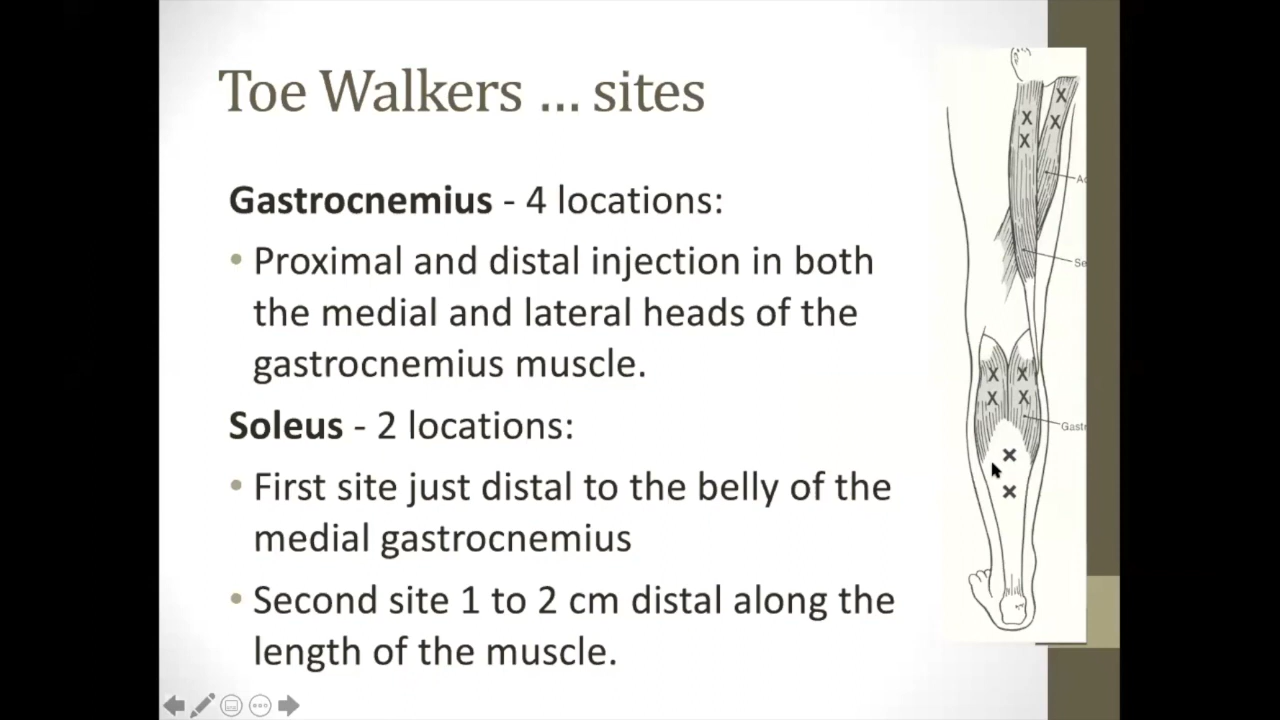 Toe Walkers ... sites
Gastrocnemius - 4 locations:
• Proximal and distal injection in both
the medial and lateral heads of the
gastrocnemius muscle.
Soleus - 2 locations:
• First site just distal to the belly of the
medial gastrocnemius
• Second site 1 to 2 cm distal along the
length of the muscle.
X
X X
X
Se
X X
X X
Gast
X
X